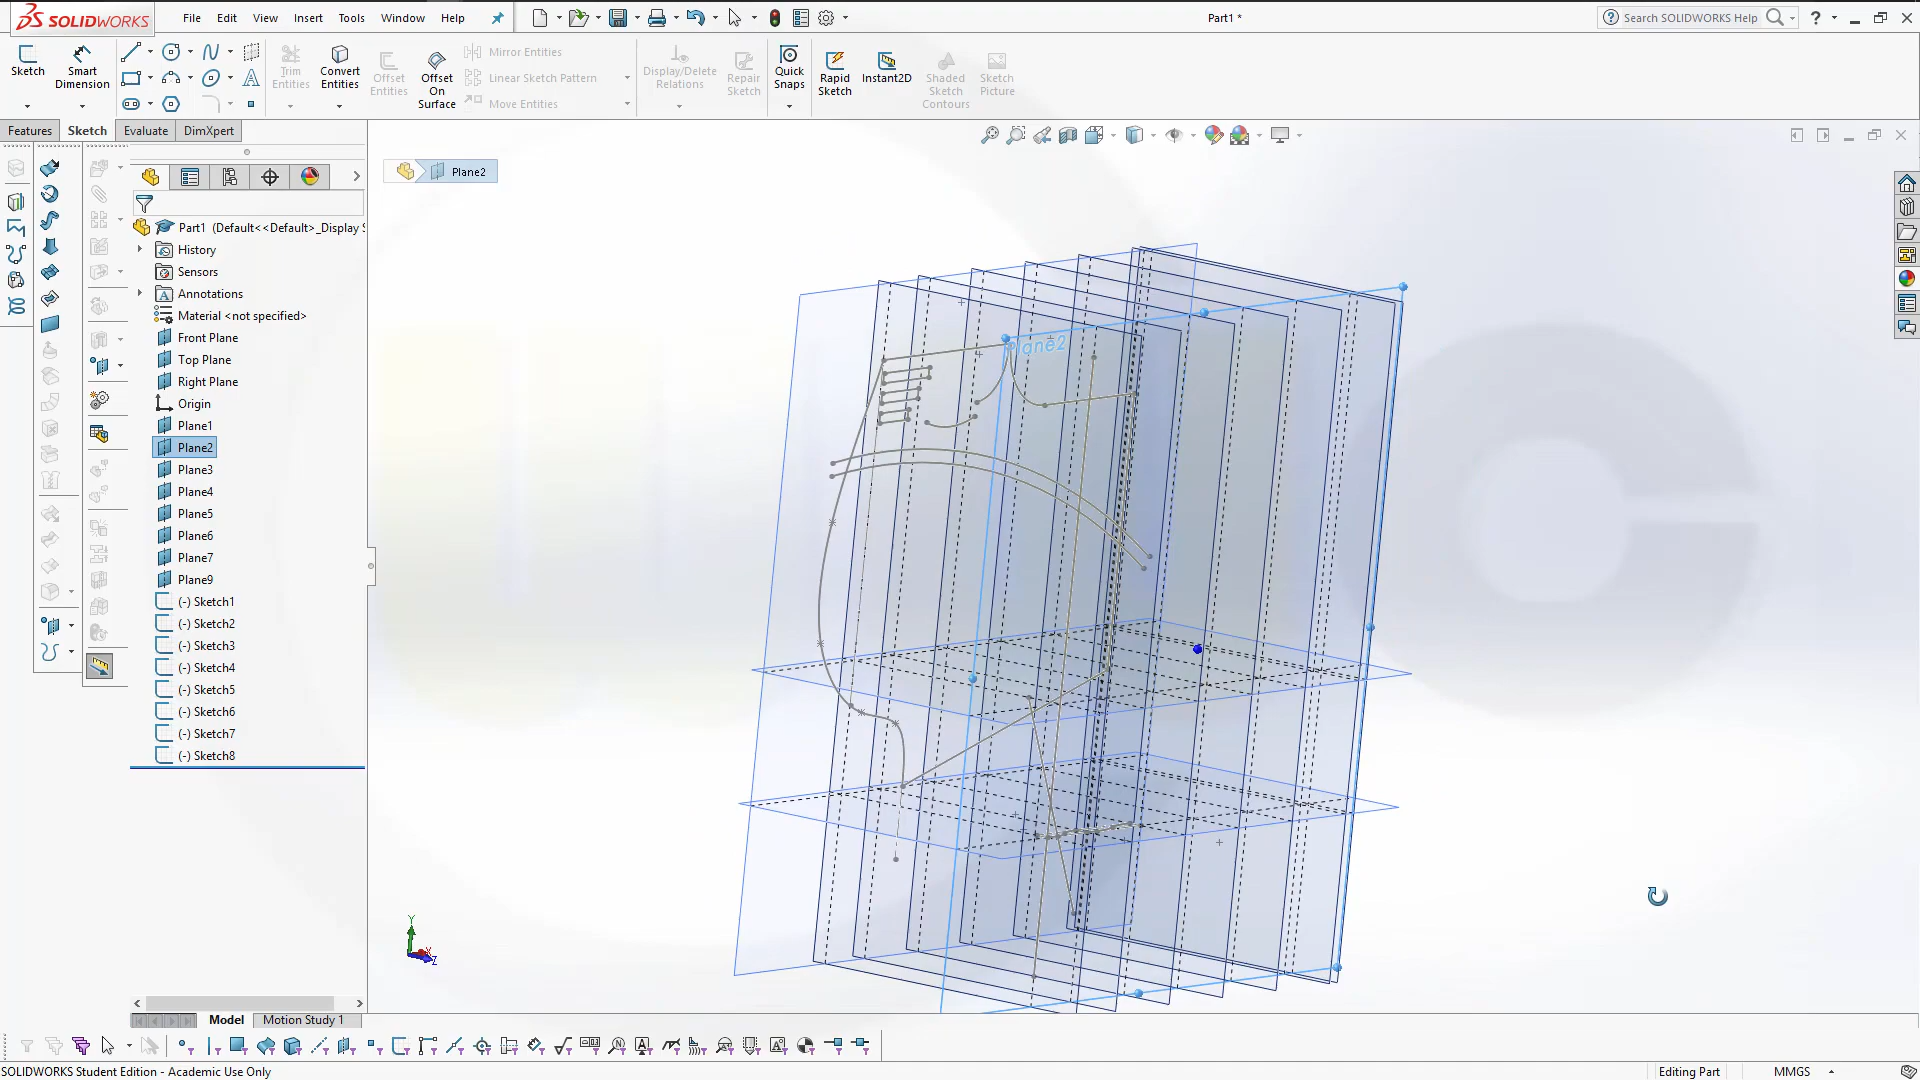 SOLIDWORKS
File Edit View Insert Tools Window Help
Part1 *
Search SOLIDWORKS Help
?
Sketch
Smart Dimension
Trim Entities
Convert Entities
Offset Entities
Offset On Surface
Mirror Entities
Linear Sketch Pattern
Move Entities
Display/Delete Relations
Repair Sketch
Quick Snaps
Rapid Sketch
Instant2D
Shaded Sketch Contours
Sketch Picture
Features Sketch Evaluate DimXpert
Plane2
Part1 (Default<<Default>_Display S
History
Sensors
Annotations
Material <not specified>
Front Plane
Top Plane
Right Plane
Origin
Plane1
Plane2
Plane3
Plane4
Plane5
Plane6
Plane7
Plane9
(-) Sketch1
(-) Sketch2
(-) Sketch3
(-) Sketch4
(-) Sketch5
(-) Sketch6
(-) Sketch7
(-) Sketch8
Plane2
Y
X
Z
Model Motion Study 1
SOLIDWORKS Student Edition - Academic Use Only
Editing Part
MMGS